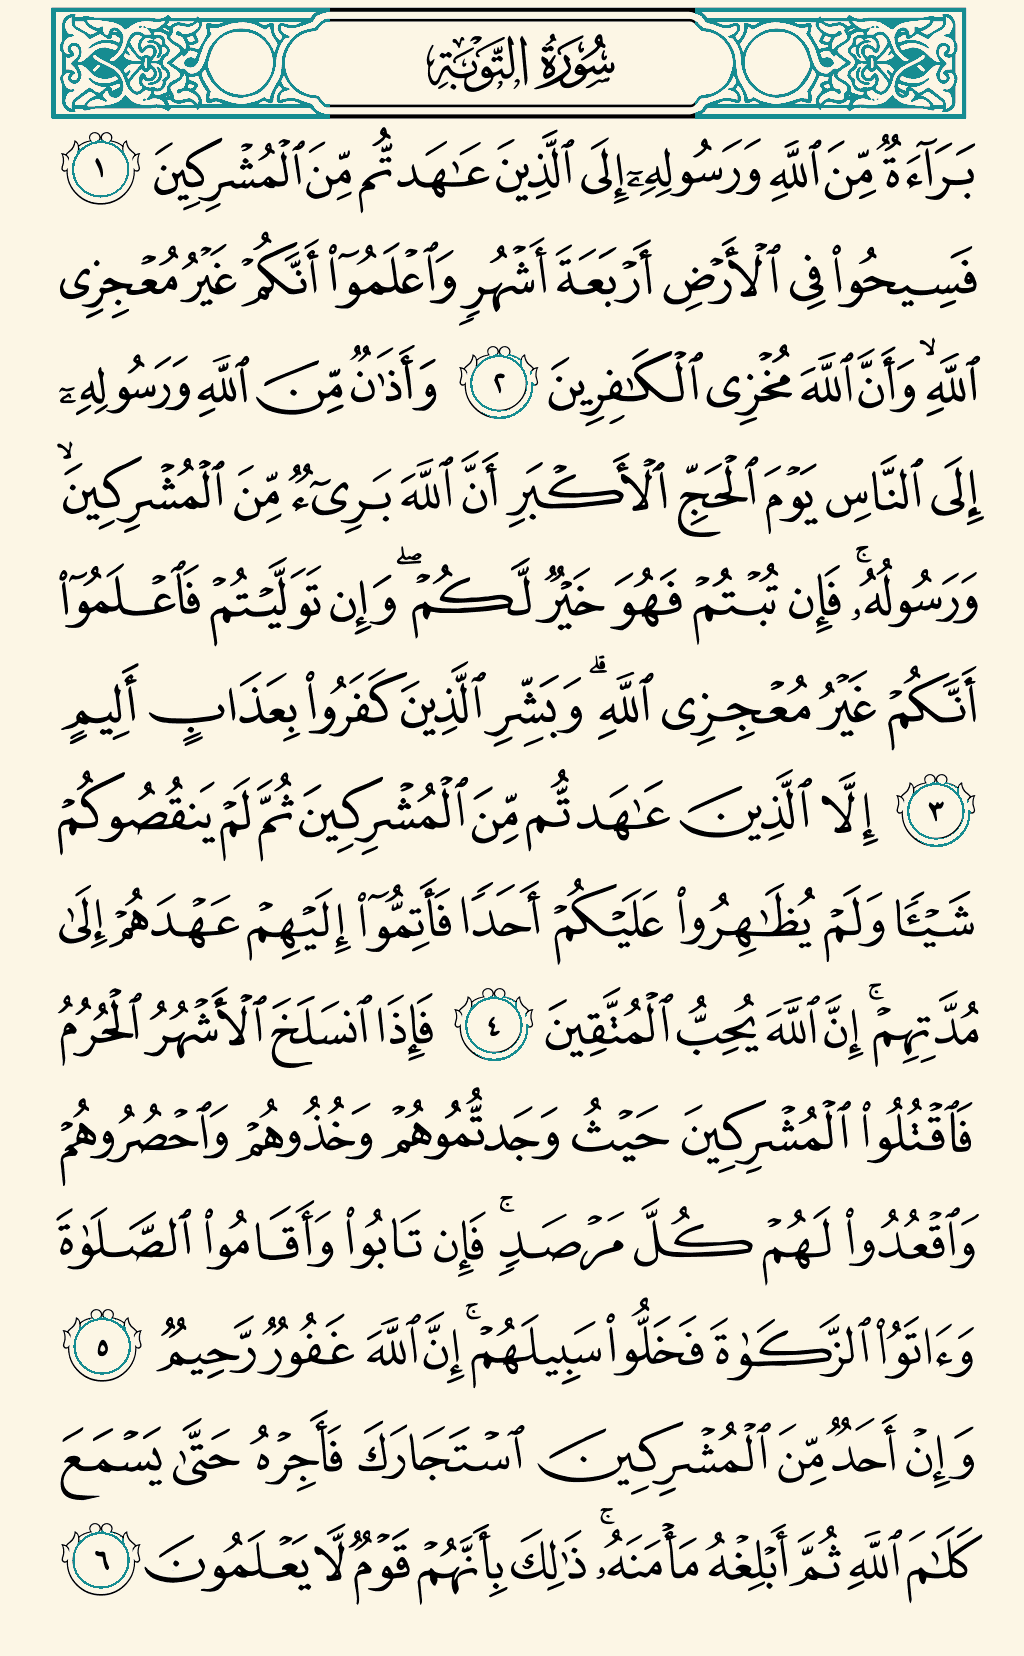 سُورَةُ التَّوۡبَةِ
بَرَآءَةٌ مِّنَ ٱللَّهِ وَرَسُولِهِۦٓ إِلَى ٱلَّذِينَ عَٰهَدتُّم مِّنَ ٱلۡمُشۡرِكِينَ ١
فَسِيحُوا۟ فِى ٱلۡأَرۡضِ أَرۡبَعَةَ أَشۡهُرٍ وَٱعۡلَمُوٓا۟ أَنَّكُمۡ غَيۡرُ مُعۡجِزِى
ٱللَّهِۙ وَأَنَّ ٱللَّهَ مُخۡزِى ٱلۡكَٰفِرِينَ ٢ وَأَذَٰنٌ مِّنَ ٱللَّهِ وَرَسُولِهِۦٓ
إِلَى ٱلنَّاسِ يَوۡمَ ٱلۡحَجِّ ٱلۡأَكۡبَرِ أَنَّ ٱللَّهَ بَرِىٓءٌ مِّنَ ٱلۡمُشۡرِكِينَۙ
وَرَسُولُهُۥۚ فَإِن تُبۡتُمۡ فَهُوَ خَيۡرٌ لَّكُمۡۖ وَإِن تَوَلَّيۡتُمۡ فَٱعۡلَمُوٓا۟
أَنَّكُمۡ غَيۡرُ مُعۡجِزِى ٱللَّهِۗ وَبَشِّرِ ٱلَّذِينَ كَفَرُوا۟ بِعَذَابٍ أَلِيمٍ
٣ إِلَّا ٱلَّذِينَ عَٰهَدتُّم مِّنَ ٱلۡمُشۡرِكِينَ ثُمَّ لَمۡ يَنقُصُوكُمۡ
شَيۡـًٔا وَلَمۡ يُظَٰهِرُوا۟ عَلَيۡكُمۡ أَحَدًا فَأَتِمُّوٓا۟ إِلَيۡهِمۡ عَهۡدَهُمۡ إِلَىٰ
مُدَّتِهِمۡۚ إِنَّ ٱللَّهَ يُحِبُّ ٱلۡمُتَّقِينَ ٤ فَإِذَا ٱنسَلَخَ ٱلۡأَشۡهُرُ ٱلۡحُرُمُ
فَٱقۡتُلُوا۟ ٱلۡمُشۡرِكِينَ حَيۡثُ وَجَدتُّمُوهُمۡ وَخُذُوهُمۡ وَٱحۡصُرُوهُمۡ
وَٱقۡعُدُوا۟ لَهُمۡ كُلَّ مَرۡصَدٍۚ فَإِن تَابُوا۟ وَأَقَامُوا۟ ٱلصَّلَوٰةَ
وَءَاتَوُا۟ ٱلزَّكَوٰةَ فَخَلُّوا۟ سَبِيلَهُمۡۚ إِنَّ ٱللَّهَ غَفُورٌ رَّحِيمٌ ٥
وَإِنۡ أَحَدٌ مِّنَ ٱلۡمُشۡرِكِينَ ٱسۡتَجَارَكَ فَأَجِرۡهُ حَتَّىٰ يَسۡمَعَ
كَلَٰمَ ٱللَّهِ ثُمَّ أَبۡلِغۡهُ مَأۡمَنَهُۥۚ ذَٰلِكَ بِأَنَّهُمۡ قَوۡمٌ لَّا يَعۡلَمُونَ ٦